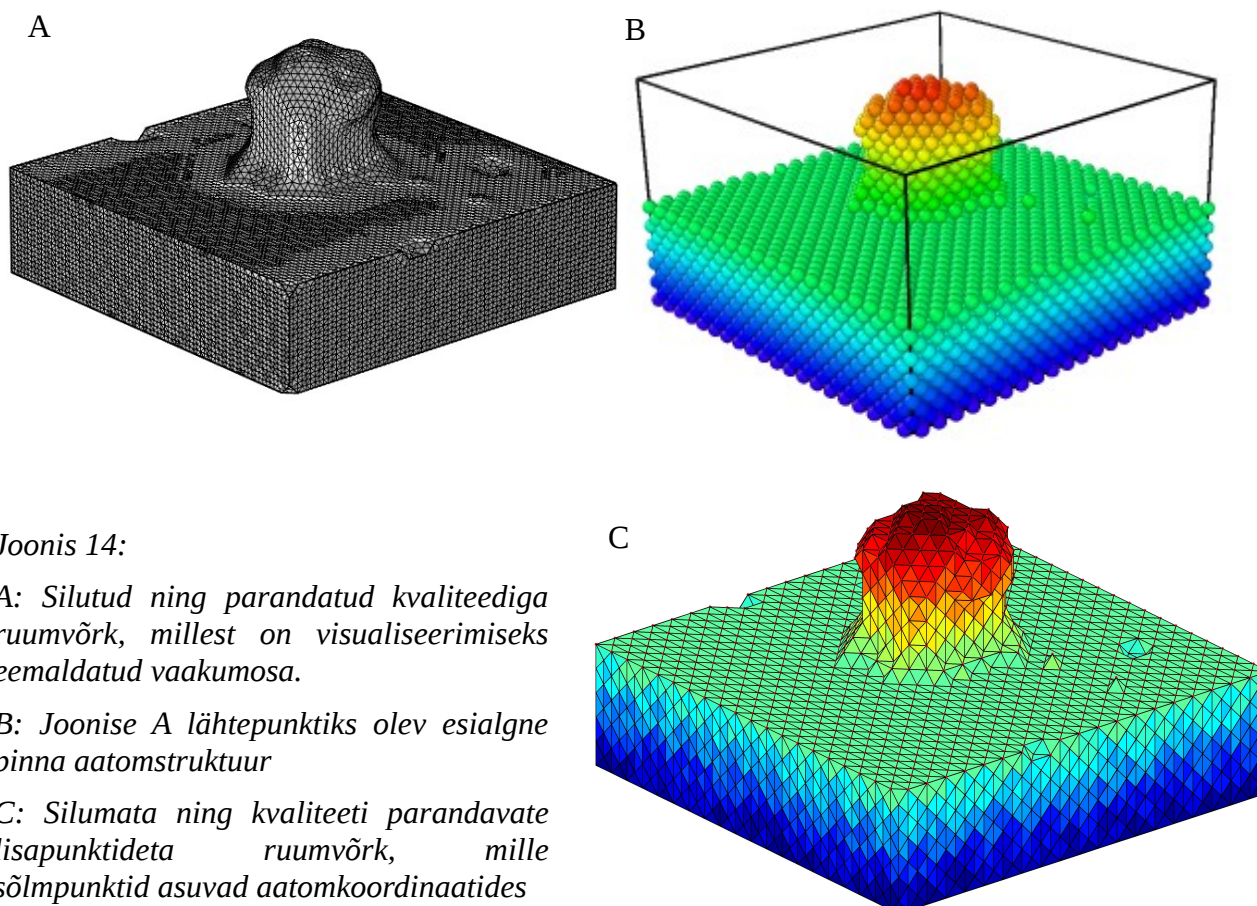 A
B
Joonis 14:
A: Silutud ning parandatud kvaliteediga
ruumvõrk, millest on visualiseerimiseks
eemaldatud vaakumosa.
B: Joonise A lähtepunktiks olev esialgne
pinna aatomstruktuur
C
C: Silumata ning kvaliteeti parandavate
lisapunktideta ruumvõrk, mille
sõlmpunktid asuvad aatomkoordinaatides